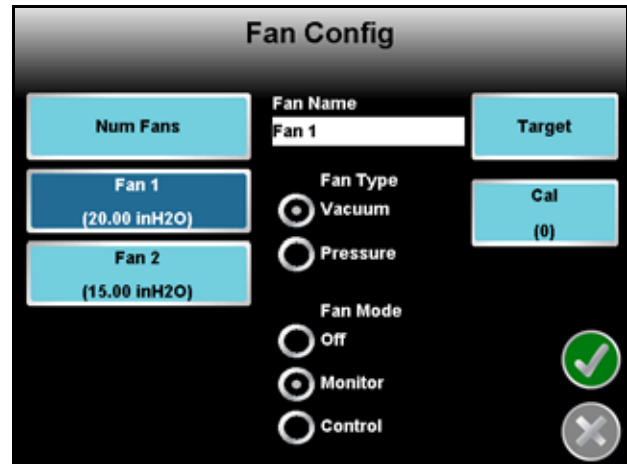 Fan Config
Num Fans
Fan 1
(20.00 inH2O)
Fan 2
(15.00 inH2O)
Fan Name
Fan 1
Fan Type
Vacuum
Pressure
Fan Mode
Off
Monitor
Control
Target
Cal
(0)